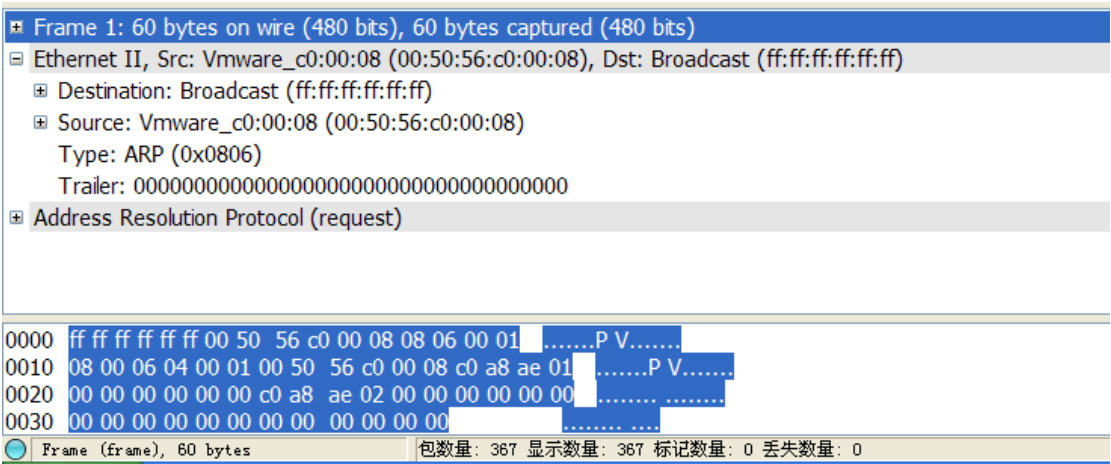 Frame 1: 60 bytes on wire (480 bits), 60 bytes captured (480 bits)
Ethernet II, Src: Vmware_c0:00:08 (00:50:56:c0:00:08), Dst: Broadcast (ff:ff:ff:ff:ff:ff)
Destination: Broadcast (ff:ff:ff:ff:ff:ff)
Source: Vmware_c0:00:08 (00:50:56:c0:00:08)
Type: ARP (0x0806)
Trailer: 000000000000000000000000000000000000
Address Resolution Protocol (request)
0000 ff ff ff ff ff ff 00 50 56 c0 00 08 08 06 00 01 .......P V.......
0010 08 00 06 04 00 01 00 50 56 c0 00 08 c0 a8 ae 01 .......P V.......
0020 00 00 00 00 00 00 c0 a8 ae 02 00 00 00 00 00 00 ........ ........
0030 00 00 00 00 00 00 00 00 00 00 00 00 ........ ....
Frame (frame), 60 bytes 包数量: 367 显示数量: 367 标记数量: 0 丢失数量: 0